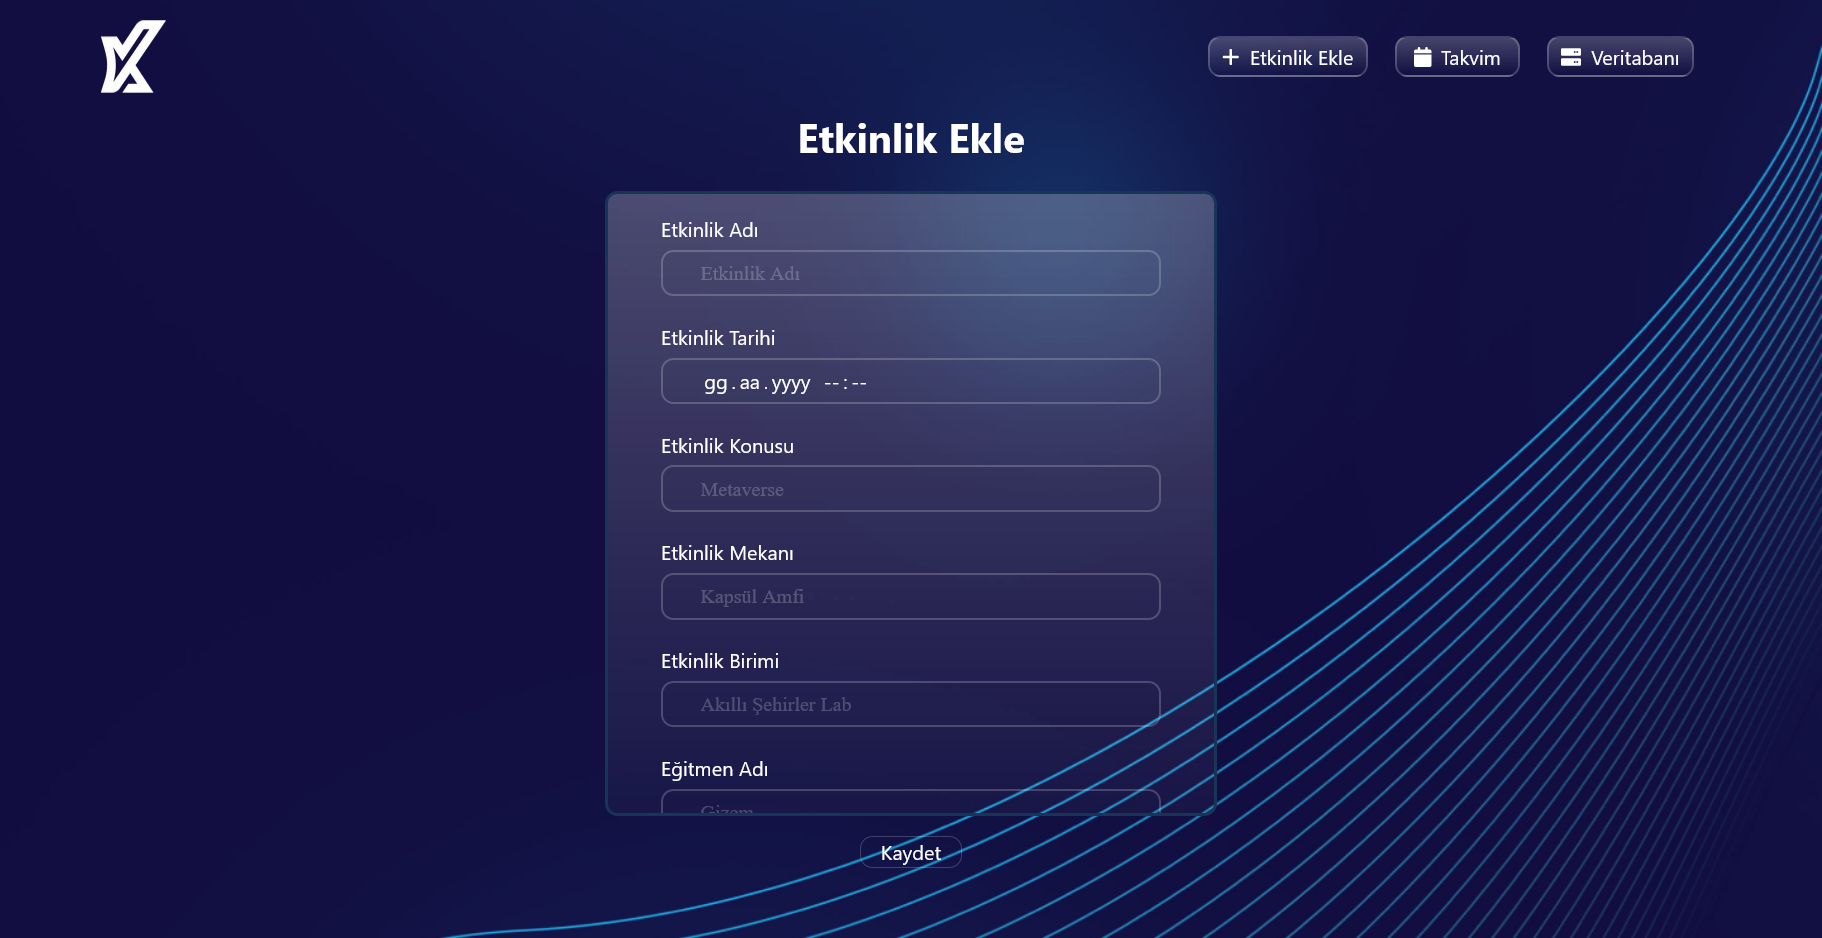 Etkinlik Ekle
Takvim
Veritabanı
Etkinlik Ekle
Etkinlik Adı
Etkinlik Adı
Etkinlik Tarihi
gg.aa.yyyy --:--
Etkinlik Konusu
Metaverse
Etkinlik Mekanı
Kapsül Amfi
Etkinlik Birimi
Akıllı Şehirler Lab
Eğitmen Adı
Gizem
Kaydet